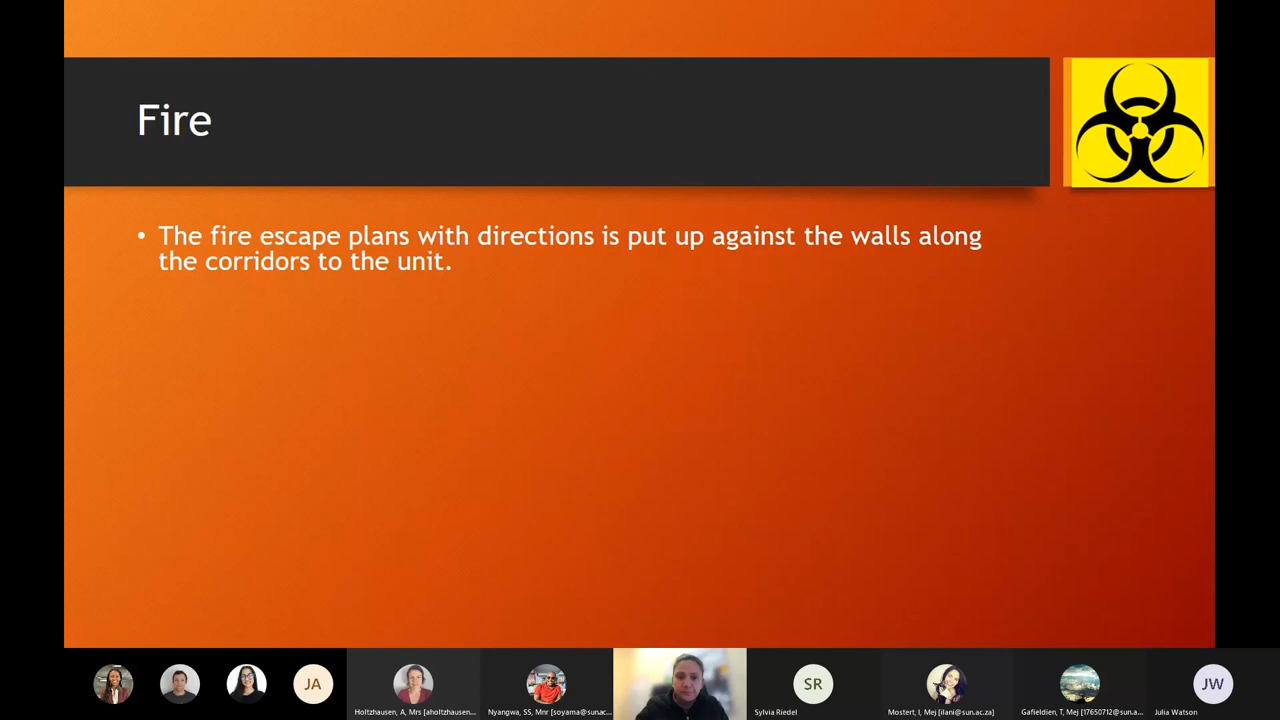 Fire
• The fire escape plans with directions is put up against the walls along
the corridors to the unit.
JA
SR
JW
Holtzhausen, A, Mrs [aholtzhausen...
Nyangwa, SS, Mnr [soyama@sun.ac...
Sylvia Riedel
Mostert, I, Mej [ilani@sun.ac.za]
Gafieldien, T, Mej [17650712@sun.a...
Julia Watson